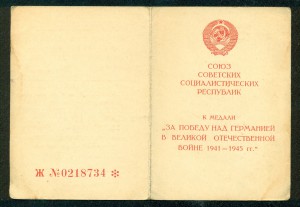 СОЮЗ
СОВЕТСКИХ
СОЦИАЛИСТИЧЕСКИХ
РЕСПУБЛИК
К МЕДАЛИ
„ЗА ПОБЕДУ НАД ГЕРМАНИЕЙ
В ВЕЛИКОЙ ОТЕЧЕСТВЕННОЙ
ВОЙНЕ 1941—1945 гг.“
Ж №0218734 ✻